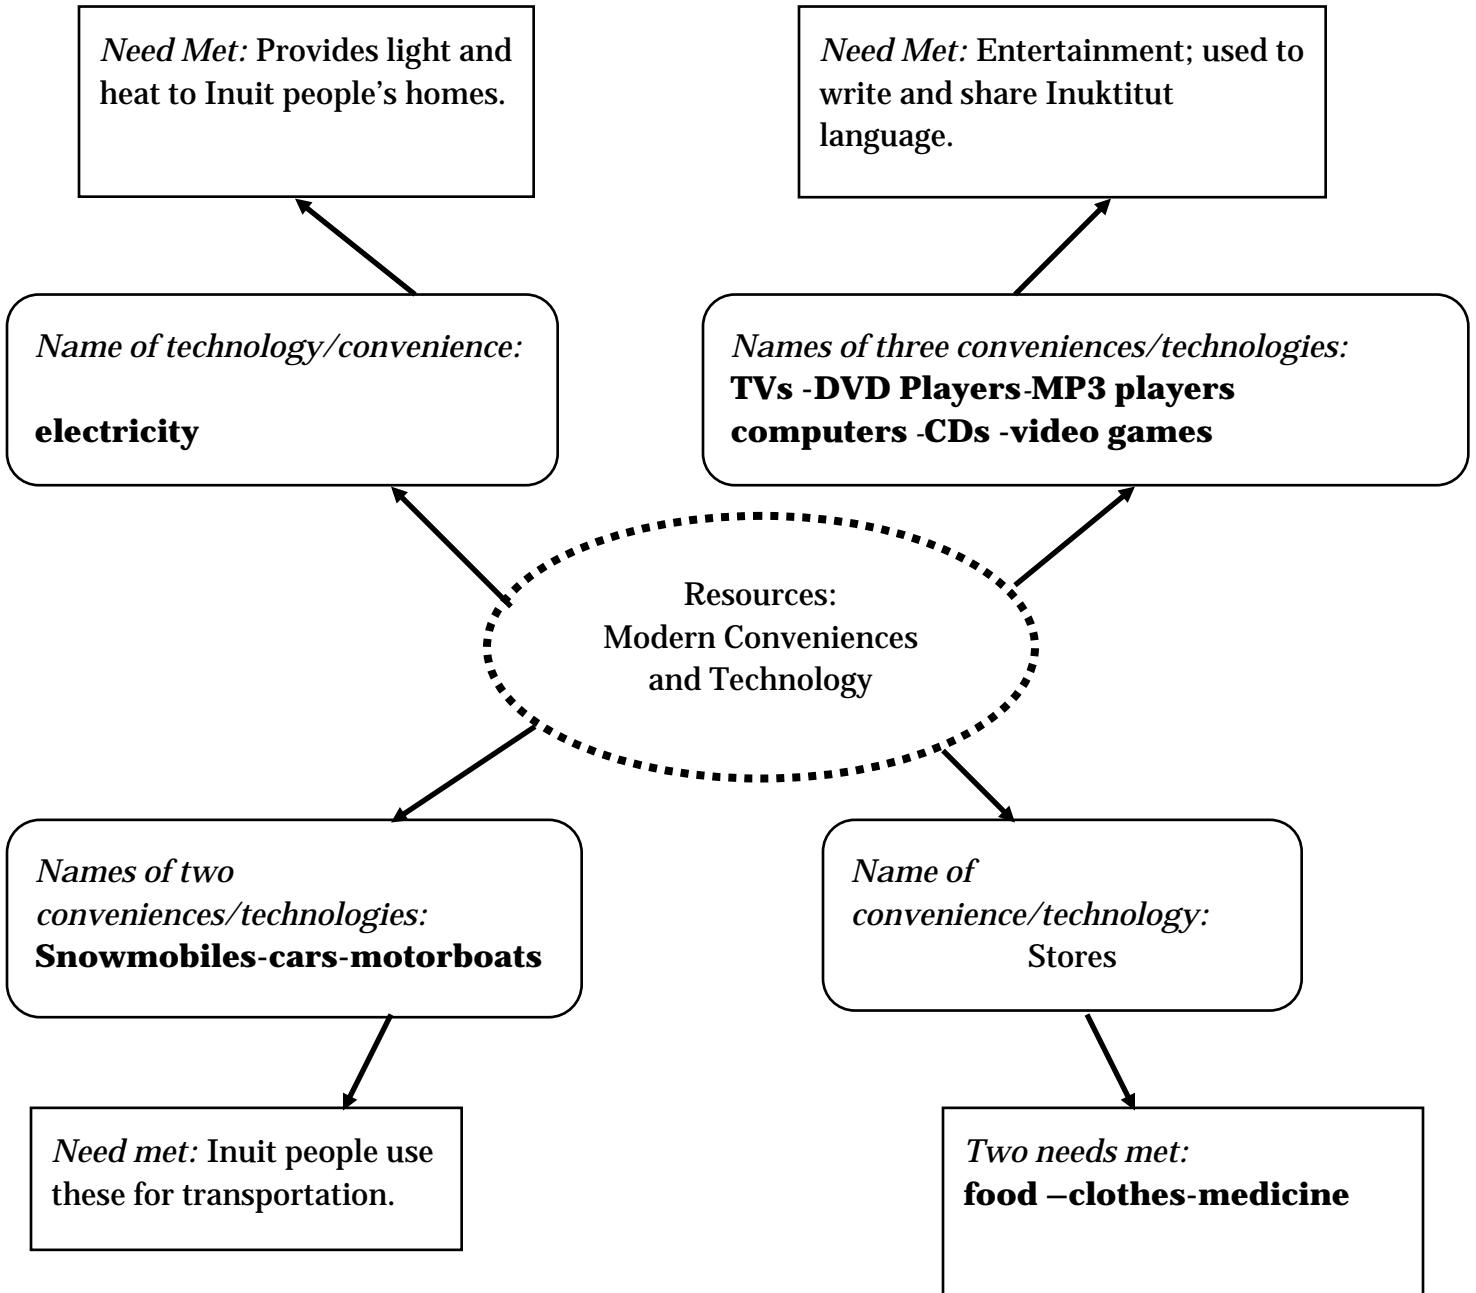 Need Met: Provides light and
heat to Inuit people’s homes.
Need Met: Entertainment; used to
write and share Inuktitut
language.
Name of technology/convenience:
electricity
Names of three conveniences/technologies:
TVs -DVD Players-MP3 players
computers -CDs -video games
Resources:
Modern Conveniences
and Technology
Names of two
conveniences/technologies:
Snowmobiles-cars-motorboats
Name of
convenience/technology:
Stores
Need met: Inuit people use
these for transportation.
Two needs met:
food –clothes-medicine